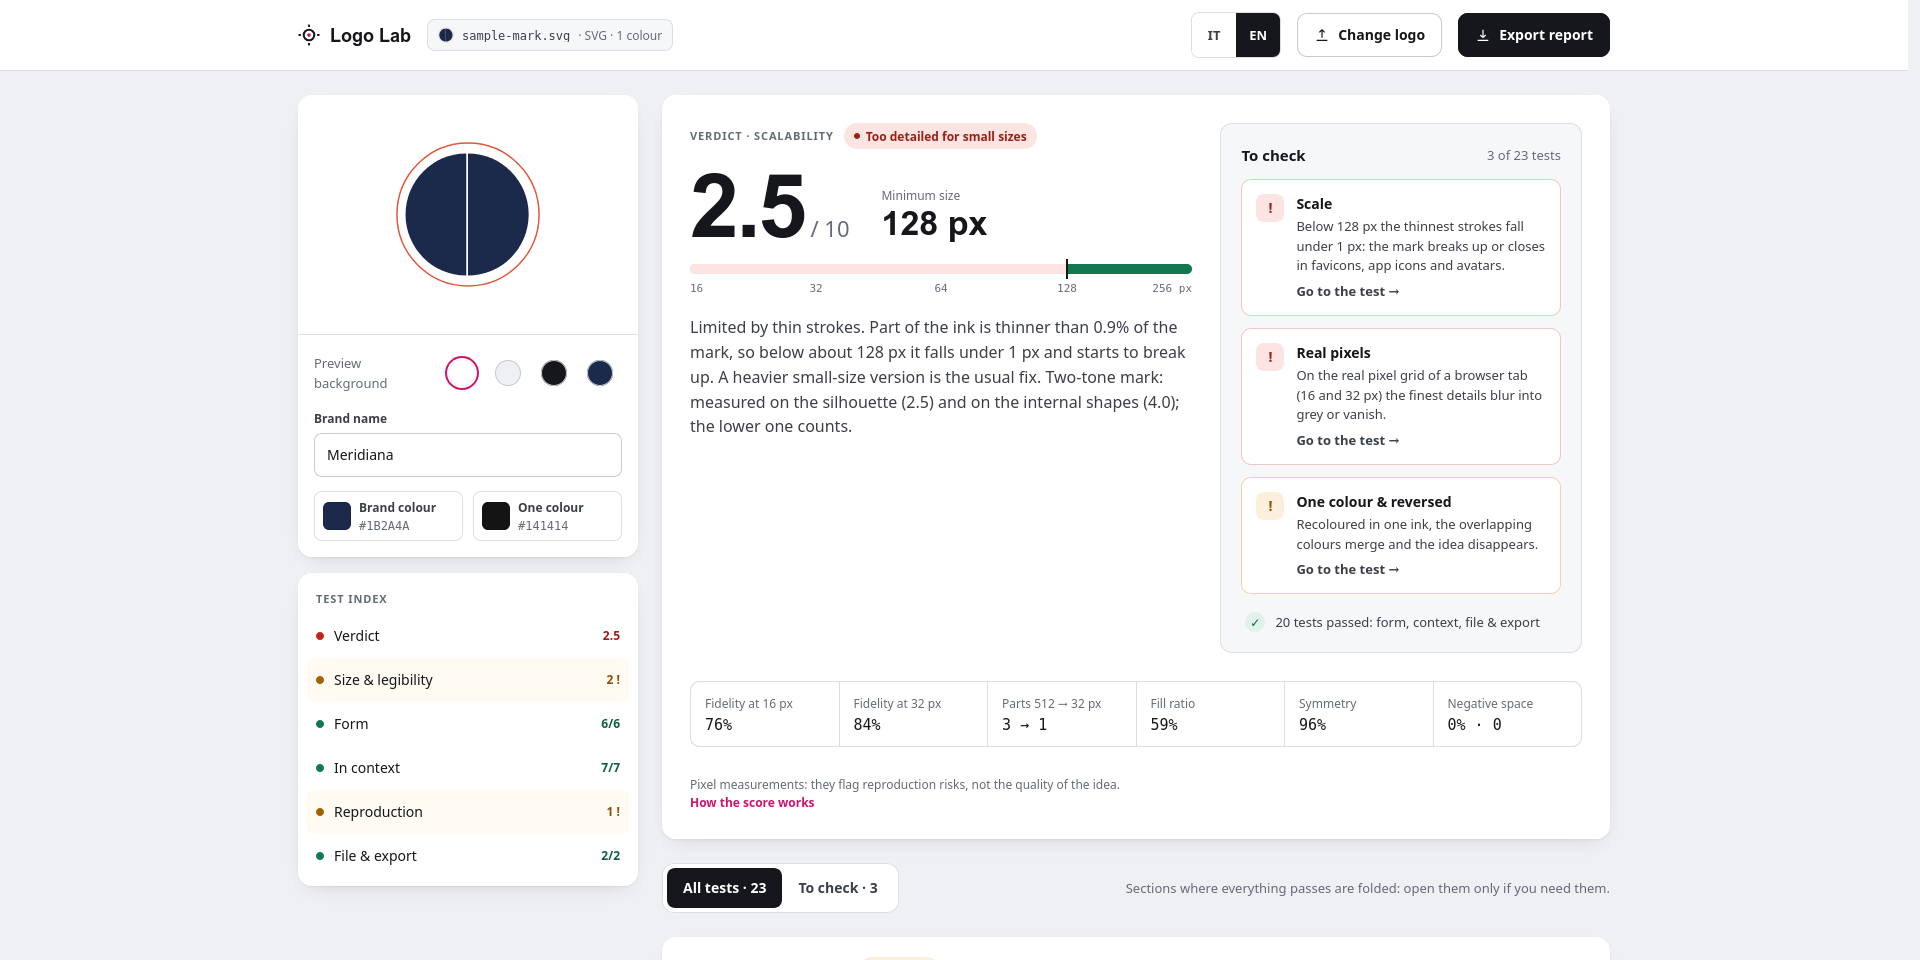 Logo Lab
sample-mark.svg · SVG · 1 colour
IT
EN
Change logo
Export report
Preview
background
Brand name
Meridiana
Brand colour
#1B2A4A
One colour
#141414
TEST INDEX
Verdict 2.5
Size & legibility 2 !
Form 6/6
In context 7/7
Reproduction 1 !
File & export 2/2
VERDICT · SCALABILITY
Too detailed for small sizes
2.5 / 10
Minimum size
128 px
16 32 64 128 256 px
Limited by thin strokes. Part of the ink is thinner than 0.9% of the
mark, so below about 128 px it falls under 1 px and starts to break
up. A heavier small-size version is the usual fix. Two-tone mark:
measured on the silhouette (2.5) and on the internal shapes (4.0);
the lower one counts.
To check 3 of 23 tests
!
Scale
Below 128 px the thinnest strokes fall
under 1 px: the mark breaks up or closes
in favicons, app icons and avatars.
Go to the test →
!
Real pixels
On the real pixel grid of a browser tab
(16 and 32 px) the finest details blur into
grey or vanish.
Go to the test →
!
One colour & reversed
Recoloured in one ink, the overlapping
colours merge and the idea disappears.
Go to the test →
✓ 20 tests passed: form, context, file & export
Fidelity at 16 px
76%
Fidelity at 32 px
84%
Parts 512 → 32 px
3 → 1
Fill ratio
59%
Symmetry
96%
Negative space
0% · 0
Pixel measurements: they flag reproduction risks, not the quality of the idea.
How the score works
All tests · 23
To check · 3
Sections where everything passes are folded: open them only if you need them.